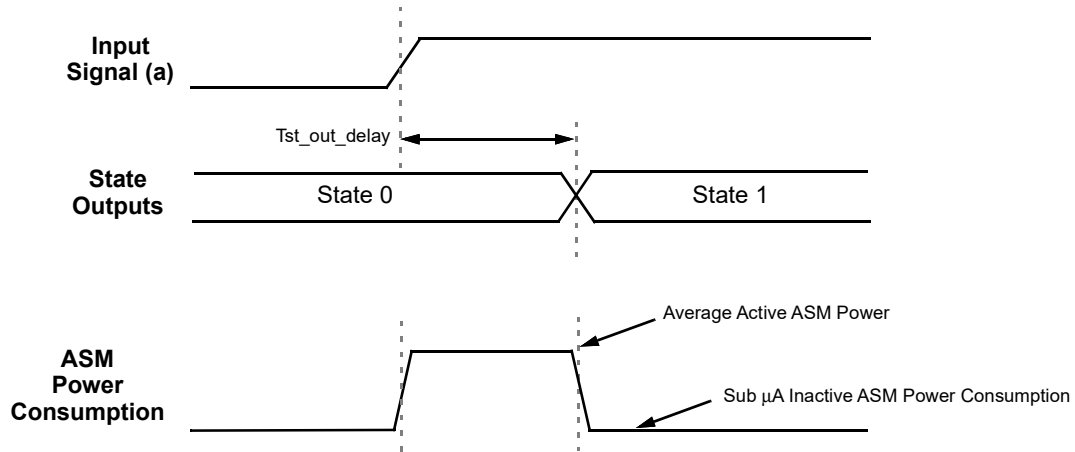 Input
Signal (a)
Tst_out_delay
State
Outputs
State 0
State 1
Average Active ASM Power
ASM
Power
Consumption
Sub μA Inactive ASM Power Consumption